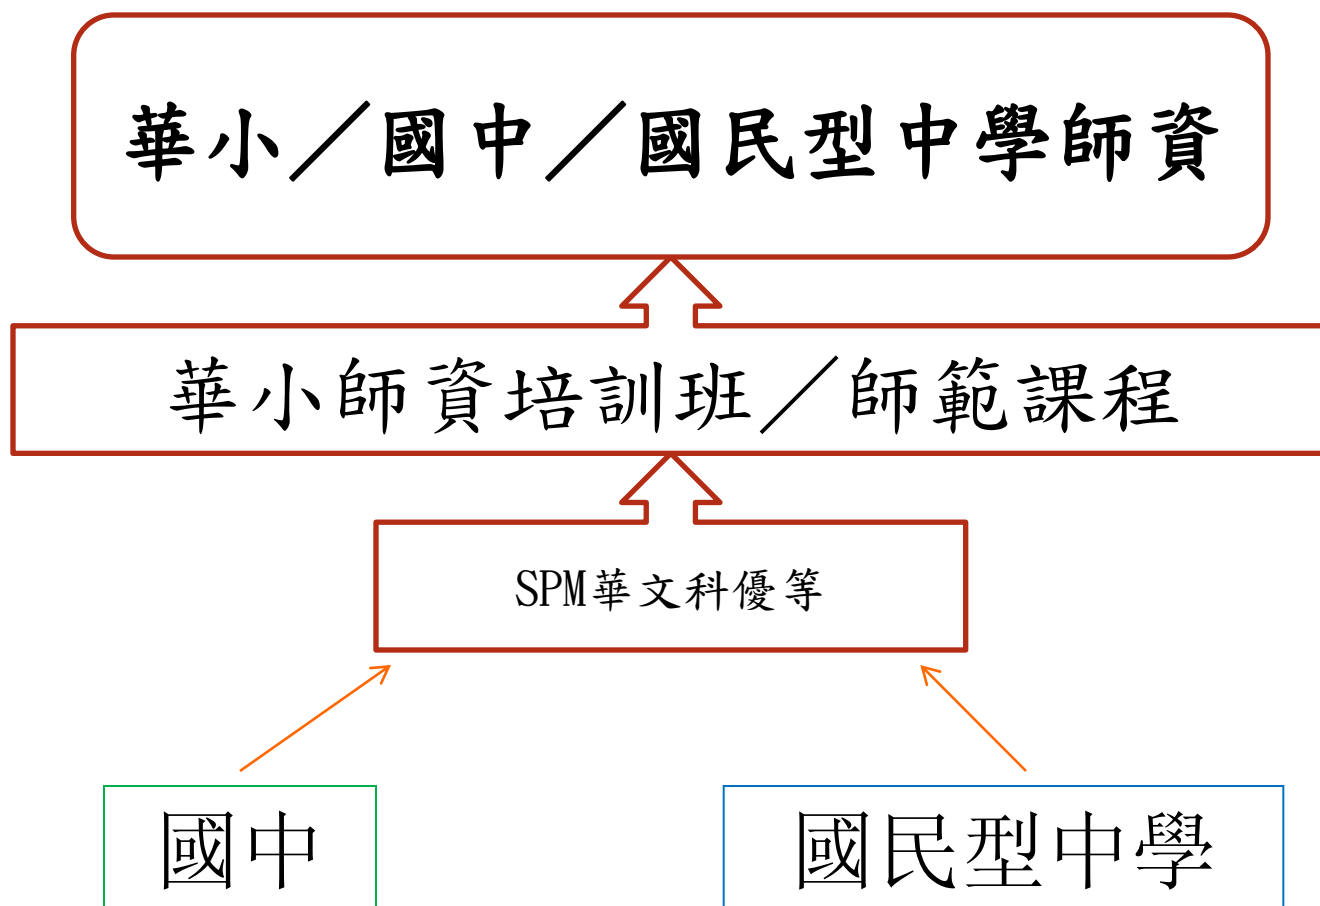 華小／國中／國民型中學師資
華小師資培訓班／師範課程
SPM華文科優等
國中
國民型中學